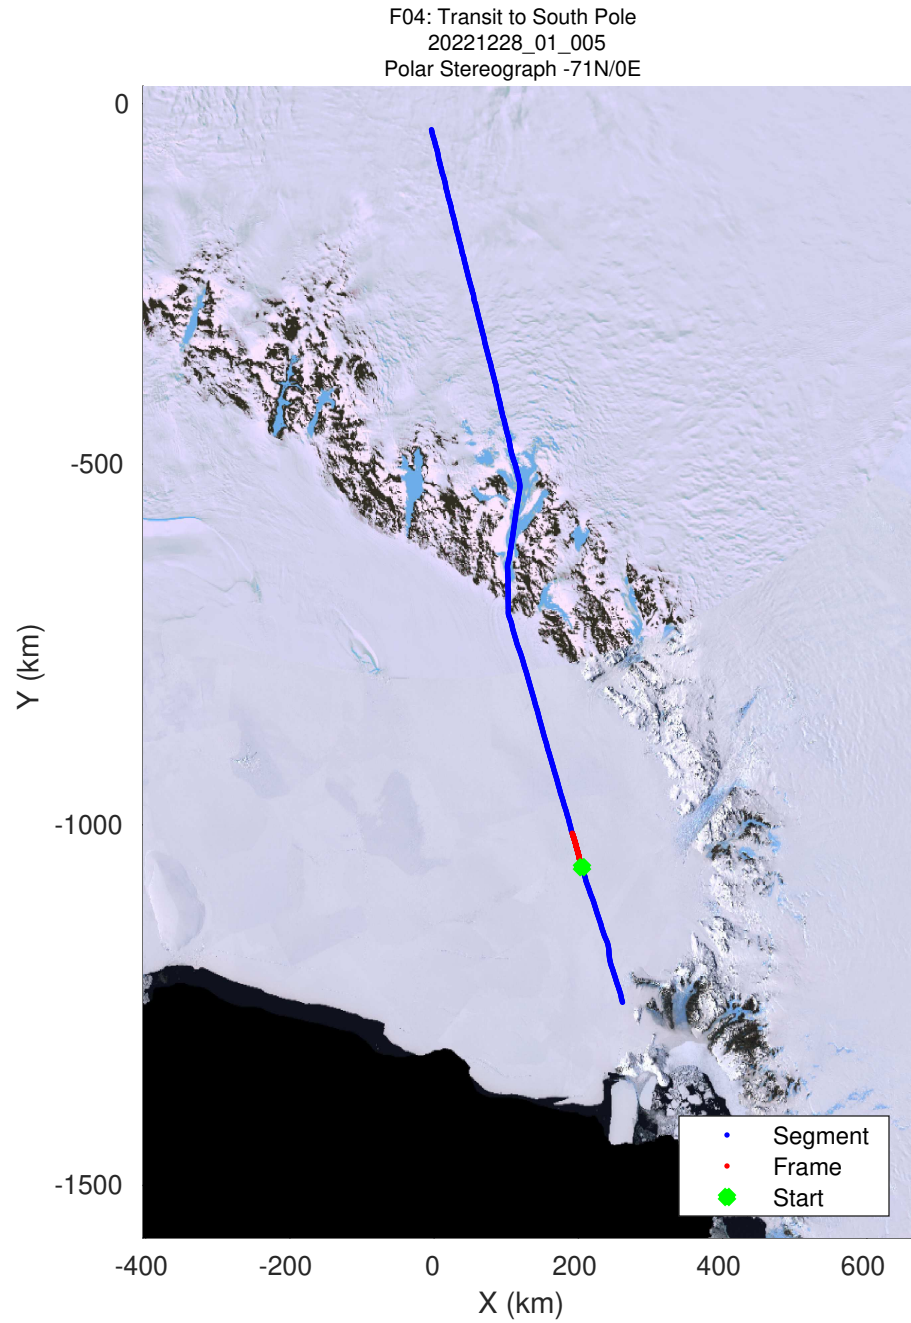 F04: Transit to South Pole
20221228_01_005
Polar Stereograph -71N/0E
0
-500
-1000
-1500
Y (km)
-400
-200
0
200
400
600
X (km)
Segment
Frame
Start